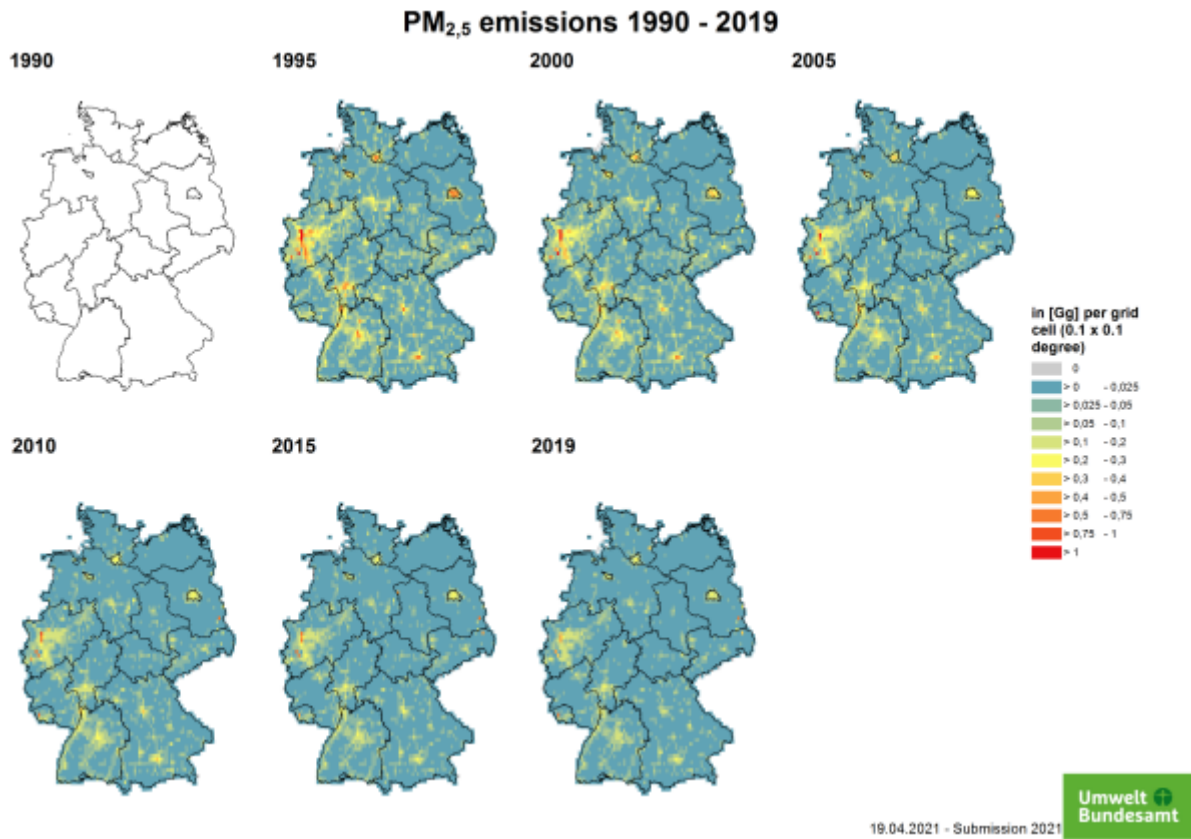 PM2,5 emissions 1990 - 2019
1990
1995
2000
2005
in [Gg] per grid
cell (0.1 x 0.1
degree)
0
> 0 - 0,025
> 0,025 - 0,05
> 0,05 - 0,1
> 0,1 - 0,2
> 0,2 - 0,3
> 0,3 - 0,4
> 0,4 - 0,5
> 0,5 - 0,75
> 0,75 - 1
> 1
2010
2015
2019
19.04.2021 - Submission 2021
Umwelt
Bundesamt